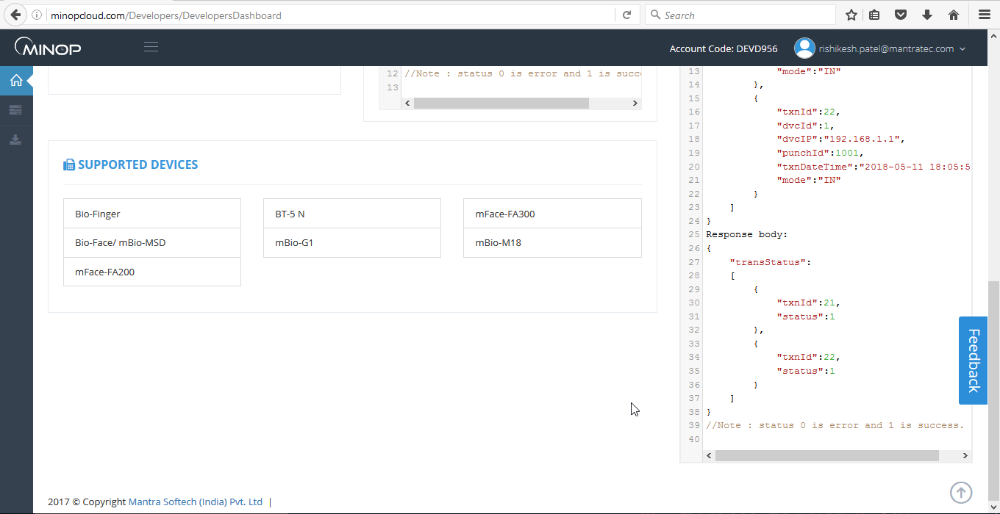 minopcloud.com/Developers/DevelopersDashboard
Search
MINOP
Account Code: DEVD956
rishikesh.patel@mantratec.com
12 //Note : status 0 is error and 1 is succ
13
SUPPORTED DEVICES
Bio-Finger
BT-5 N
mFace-FA300
Bio-Face/ mBio-MSD
mBio-G1
mBio-M18
mFace-FA200
13 "mode":"IN"
14 },
15 {
16 "txnId":22,
17 "dvcId":1,
18 "dvcIP":"192.168.1.1",
19 "punchId":1001,
20 "txnDateTime":"2018-05-11 18:05:5
21 "mode":"IN"
22 }
23 ]
24 }
25 Response body:
26 {
27 "transStatus":
28 [
29 {
30 "txnId":21,
31 "status":1
32 },
33 {
34 "txnId":22,
35 "status":1
36 }
37 ]
38 }
39 //Note : status 0 is error and 1 is success.
40
Feedback
2017 © Copyright Mantra Softech (India) Pvt. Ltd |